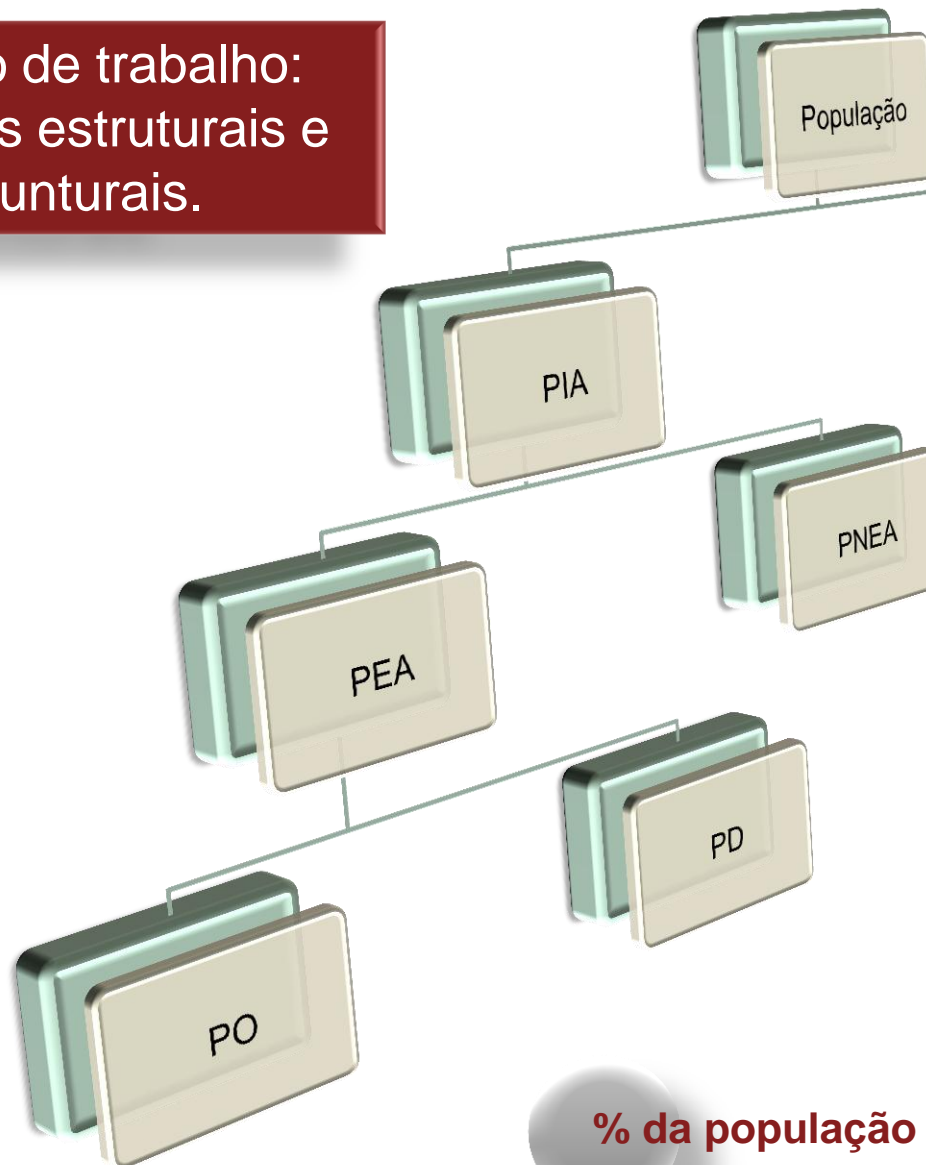 o de trabalho:
s estruturais e
unturais.
População
PIA
PNEA
PEA
PD
PO
% da população